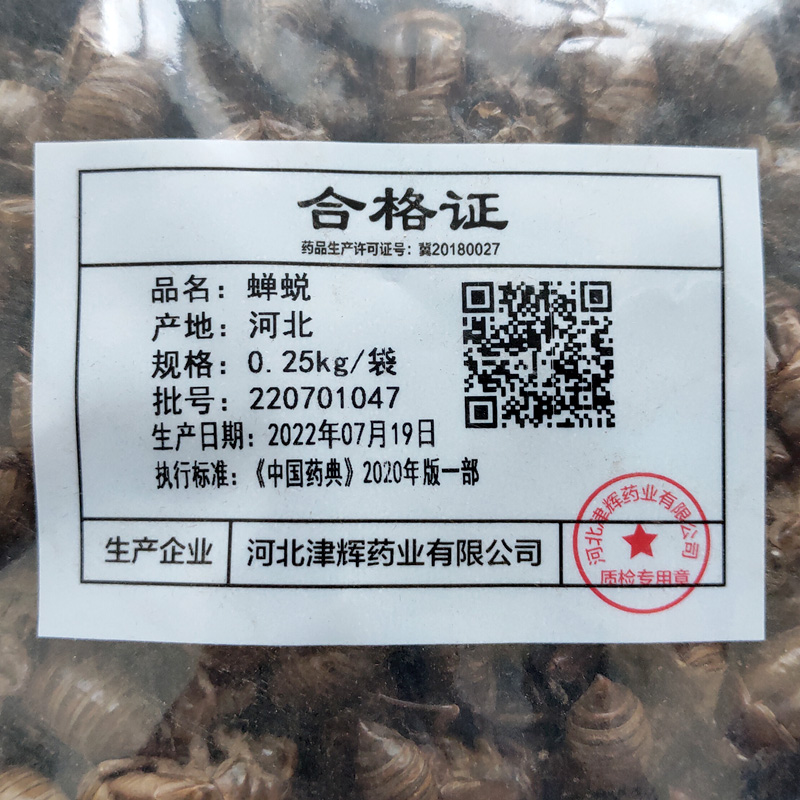 合格证
药品生产许可证号：冀20180027
品名：蝉蜕
产地：河北
规格：0.25kg/袋
批号：220701047
生产日期：2022年07月19日
执行标准：《中国药典》2020年版一部
生产企业
河北津辉药业有限公司
河北津辉药业有限公司
质检专用章